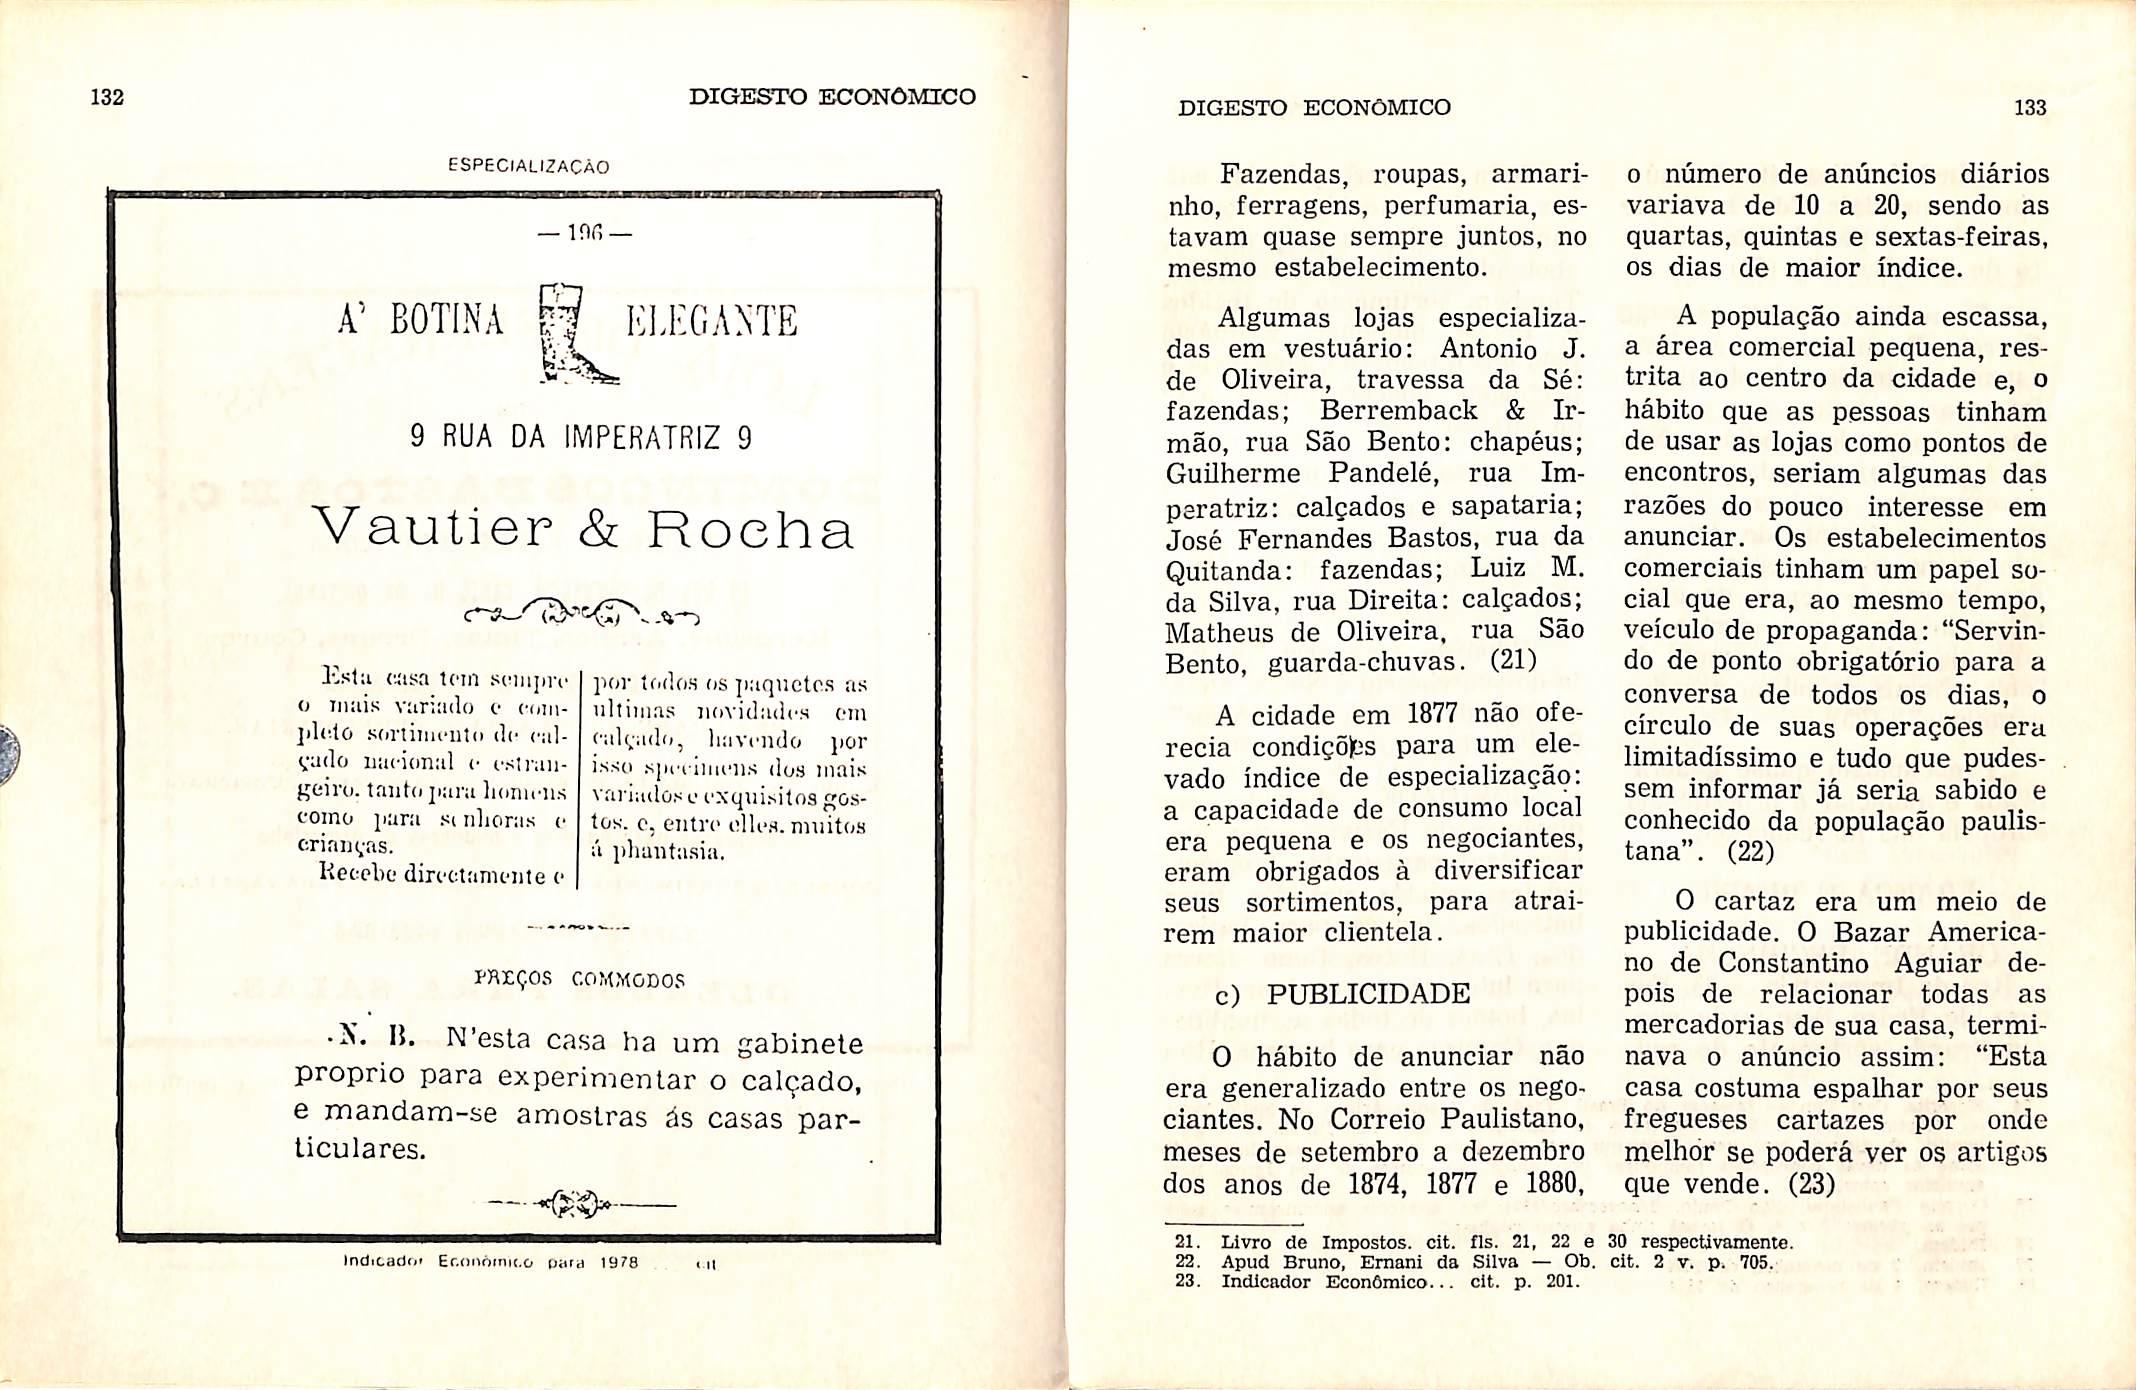 132
DIGESTO ECONÔMICO
ESPECIALIZAÇÃO
— 196 —
A' BOTINA ELEGANTE
9 RUA DA IMPERATRIZ 9
Vautier & Rocha
Esta casa tem sempre
o mais variado e com-
pleto sortimento de cal-
çado nacional e estran-
geiro, tanto para homens
como para senhoras e
crianças.
Recebe directamente e
por todos os paquetes as
ultimas novidades em
calçado, havendo por
isso specimens dos mais
variados e exquisitos gos-
tos, e, entre elles, muitos
á phantasia.
PREÇOS COMMODOS
N. B. N'esta casa ha um gabinete
proprio para experimentar o calçado,
e mandam-se amostras ás casas par-
ticulares.
Indicador Econômico para 1978 cit
DIGESTO ECONÔMICO
133
Fazendas, roupas, armari-
nho, ferragens, perfumaria, es-
tavam quase sempre juntos, no
mesmo estabelecimento.
Algumas lojas especializa-
das em vestuário: Antonio J.
de Oliveira, travessa da Sé:
fazendas; Berremback & Ir-
mão, rua São Bento: chapéus;
Guilherme Pandelé, rua Im-
peratriz: calçados e sapataria;
José Fernandes Bastos, rua da
Quitanda: fazendas; Luiz M.
da Silva, rua Direita: calçados;
Matheus de Oliveira, rua São
Bento, guarda-chuvas. (21)
A cidade em 1877 não ofe-
recia condições para um ele-
vado índice de especialização:
a capacidade de consumo local
era pequena e os negociantes,
eram obrigados à diversificar
seus sortimentos, para atrai-
rem maior clientela.
c) PUBLICIDADE
O hábito de anunciar não
era generalizado entre os nego-
ciantes. No Correio Paulistano,
meses de setembro a dezembro
dos anos de 1874, 1877 e 1880,
o número de anúncios diários
variava de 10 a 20, sendo as
quartas, quintas e sextas-feiras,
os dias de maior índice.
A população ainda escassa,
a área comercial pequena, res-
trita ao centro da cidade e, o
hábito que as pessoas tinham
de usar as lojas como pontos de
encontros, seriam algumas das
razões do pouco interesse em
anunciar. Os estabelecimentos
comerciais tinham um papel so-
cial que era, ao mesmo tempo,
veículo de propaganda: “Servin-
do de ponto obrigatório para a
conversa de todos os dias, o
círculo de suas operações era
limitadíssimo e tudo que pudes-
sem informar já seria sabido e
conhecido da população paulis-
tana”. (22)
O cartaz era um meio de
publicidade. O Bazar America-
no de Constantino Aguiar de-
pois de relacionar todas as
mercadorias de sua casa, termi-
nava o anúncio assim: “Esta
casa costuma espalhar por seus
fregueses cartazes por onde
melhor se poderá ver os artigos
que vende. (23)
21. Livro de Impostos. cit. fls. 21, 22 e 30 respectivamente.
22. Apud Bruno, Ernani da Silva — Ob. cit. 2 v. p. 705.
23. Indicador Econômico... cit. p. 201.